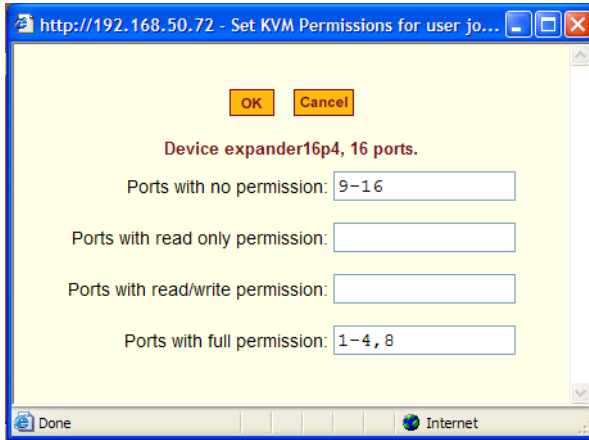 http://192.168.50.72 - Set KVM Permissions for user jo...
OK Cancel
Device expander16p4, 16 ports.
Ports with no permission: 9-16
Ports with read only permission:
Ports with read/write permission:
Ports with full permission: 1-4,8
Done Internet